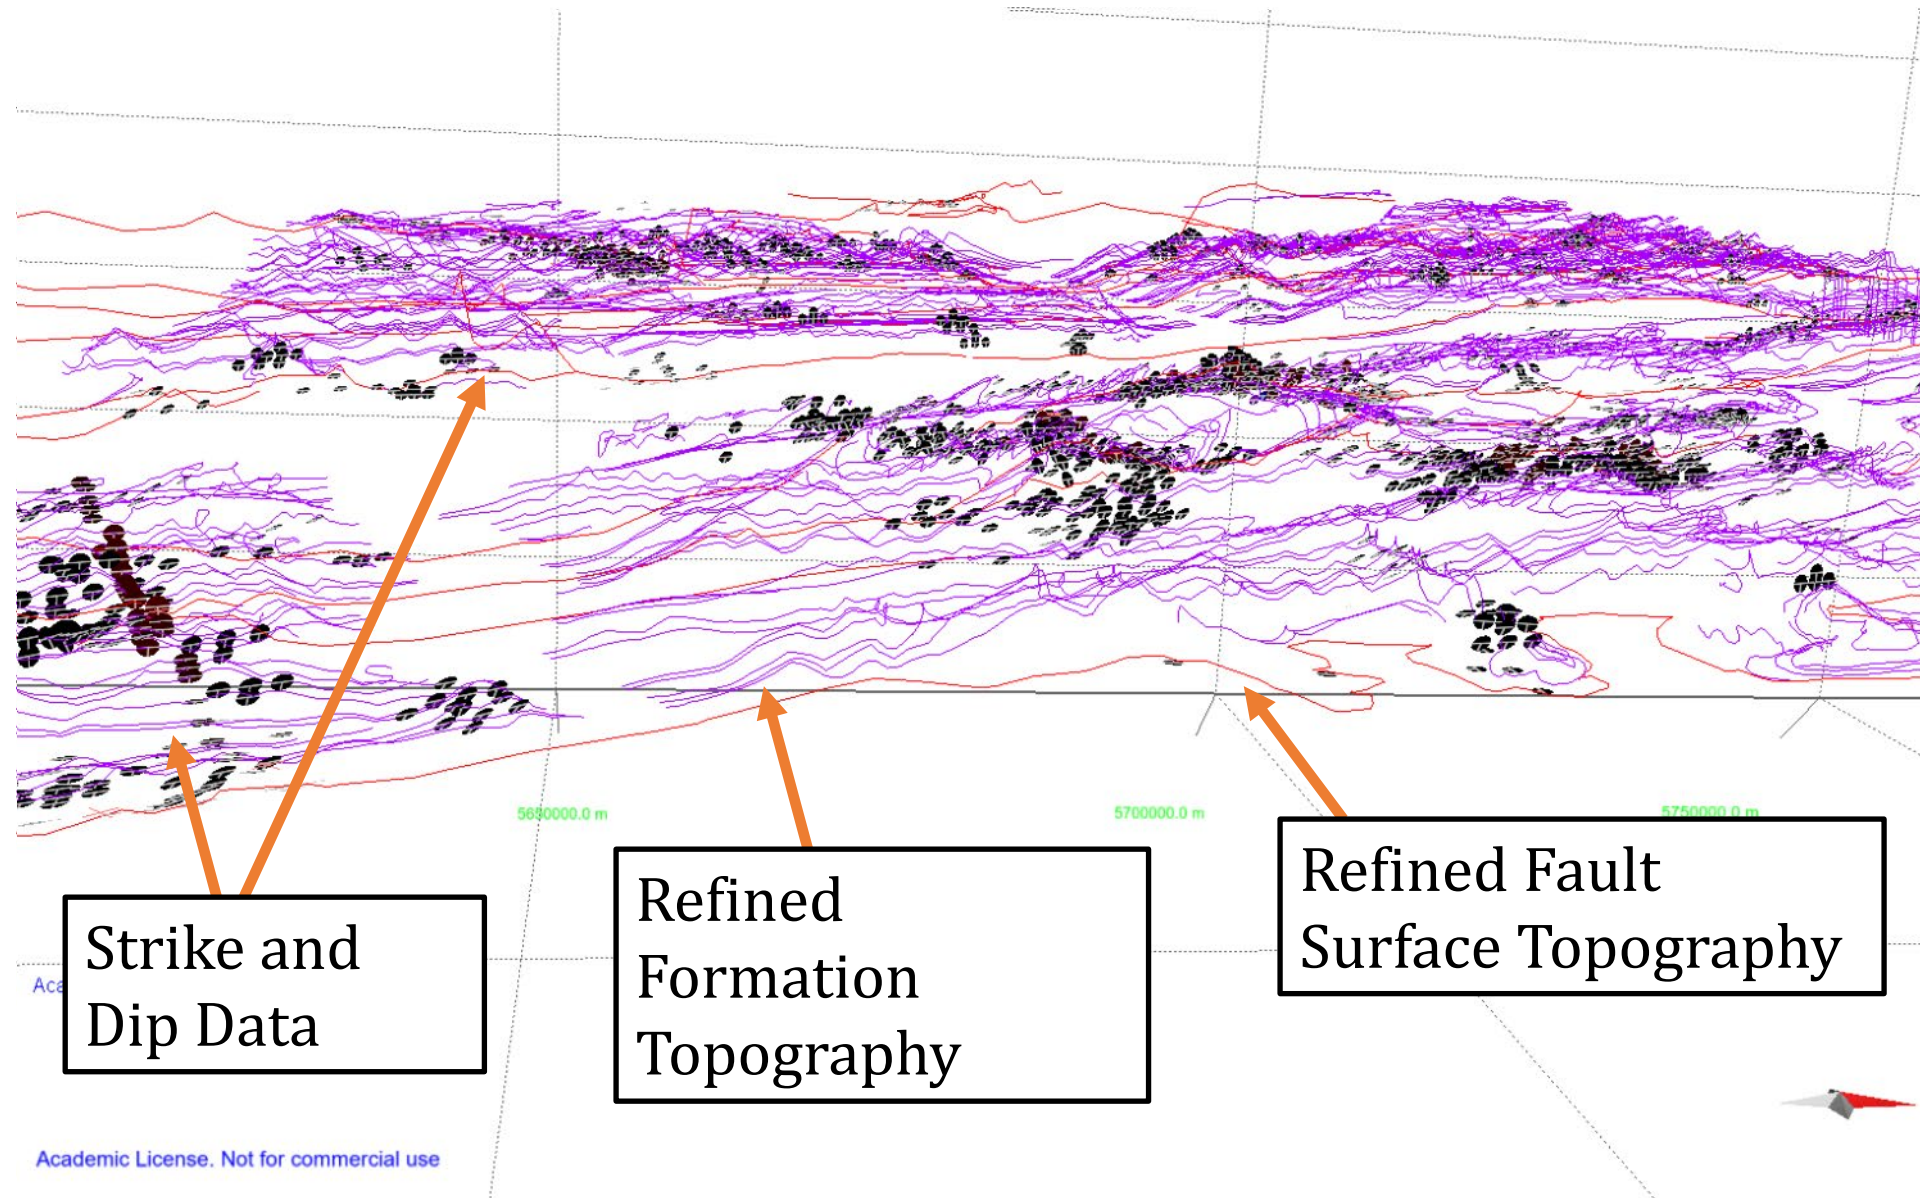 5650000.0 m
5700000.0 m
5750000.0 m
Strike and
Dip Data
Refined
Formation
Topography
Refined Fault
Surface Topography
Academic License. Not for commercial use